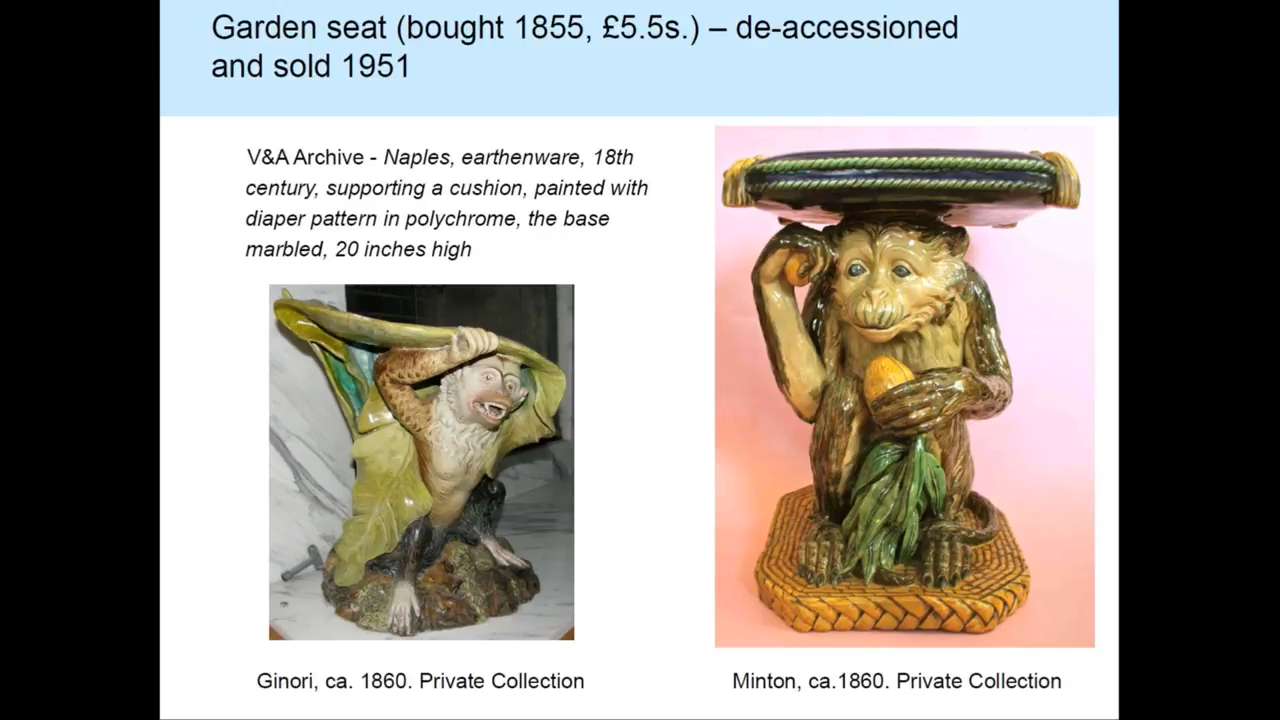 Garden seat (bought 1855, £5.5s.) – de-accessioned
and sold 1951
V&A Archive - Naples, earthenware, 18th
century, supporting a cushion, painted with
diaper pattern in polychrome, the base
marbled, 20 inches high
Ginori, ca. 1860. Private Collection
Minton, ca.1860. Private Collection